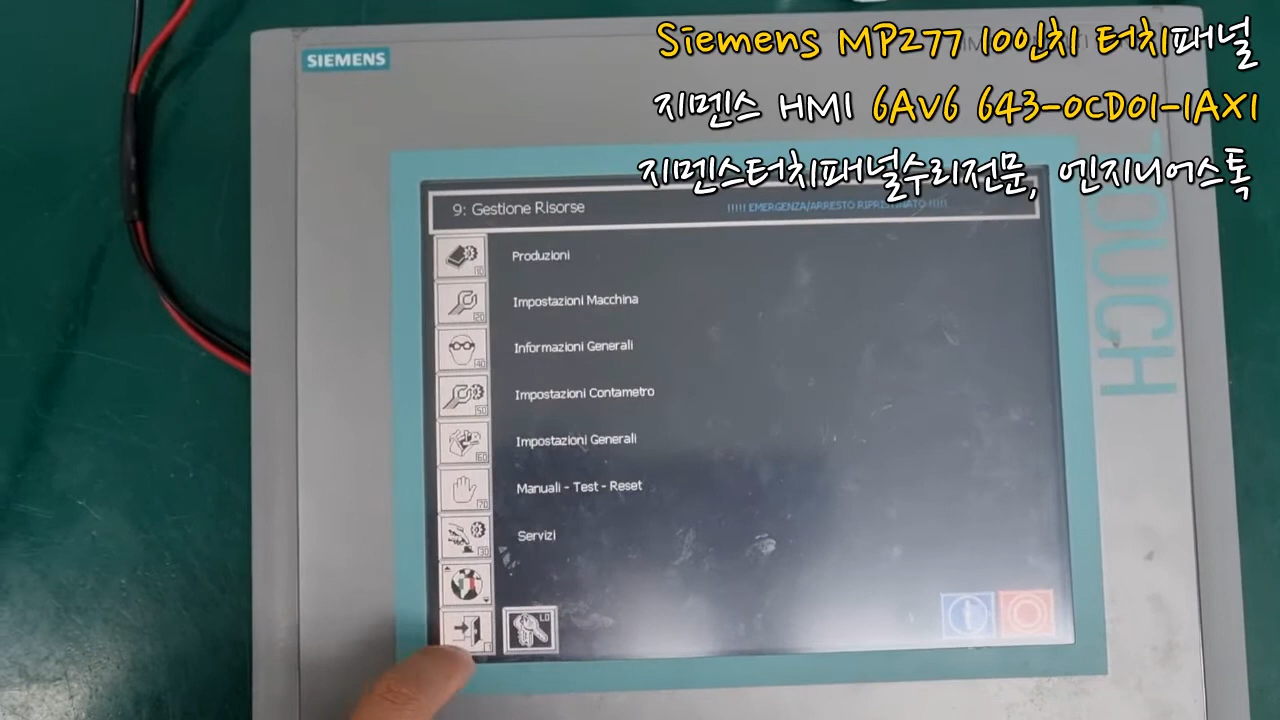 Siemens MP277 10인치 터치패널
지멘스 HMI 6AV6 643-0CD01-1AX1
지멘스터치패널수리전문, 엔지니어스톡
SIEMENS
TOUCH
9: Gestione Risorse
!!!!! EMERGENZA/ARRESTO RIPRISTINATO !!!!!
Produzioni
Impostazioni Macchina
Informazioni Generali
Impostazioni Contametro
Impostazioni Generali
Manuali - Test - Reset
Servizi